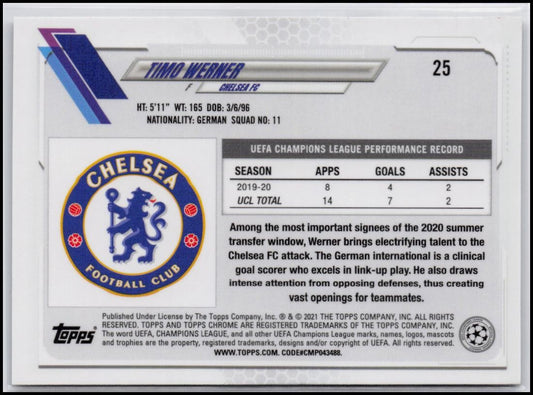 TIMO WERNER
25
F
CHELSEA FC
HT: 5'11" WT: 165 DOB: 3/6/96
NATIONALITY: GERMAN SQUAD NO: 11
UEFA CHAMPIONS LEAGUE PERFORMANCE RECORD
SEASON APPS GOALS ASSISTS
2019-20 8 4 2
UCL TOTAL 14 7 2
CHELSEA
FOOTBALL CLUB
Among the most important signees of the 2020 summer
transfer window, Werner brings electrifying talent to the
Chelsea FC attack. The German international is a clinical
goal scorer who excels in link-up play. He also draws
intense attention from opposing defenses, thus creating
vast openings for teammates.
Topps
Published Under License by The Topps Company, Inc. ® & © 2021 THE TOPPS COMPANY, INC. ALL RIGHTS
RESERVED. TOPPS AND TOPPS CHROME ARE REGISTERED TRADEMARKS OF THE TOPPS COMPANY, INC.
The word UEFA, CHAMPIONS LEAGUE, and all other UEFA Champions League marks, names, logos, mascots
and trophies are the property, registered trademarks, designs and/or copyright of UEFA. All rights reserved.
WWW.TOPPS.COM. CODE#CMP043488.